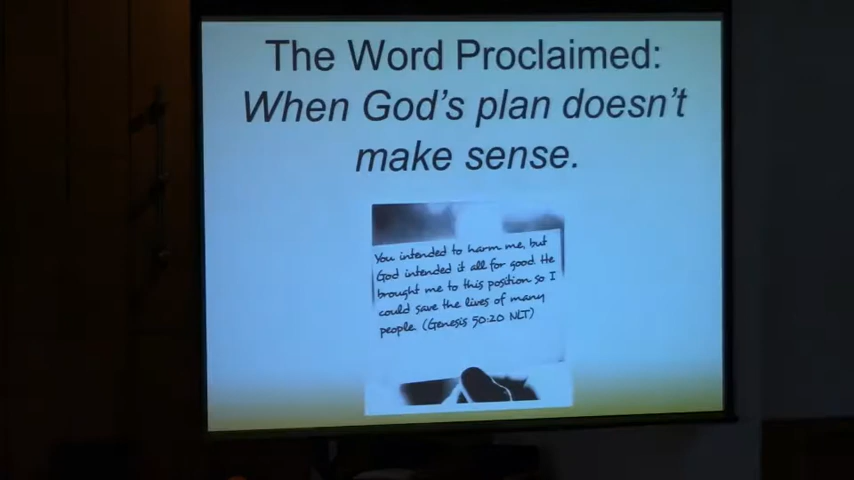 The Word Proclaimed:
When God's plan doesn't
make sense.
You intended to harm me, but
God intended it all for good. He
brought me to this position so I
could save the lives of many
people. (Genesis 50:20 NLT)